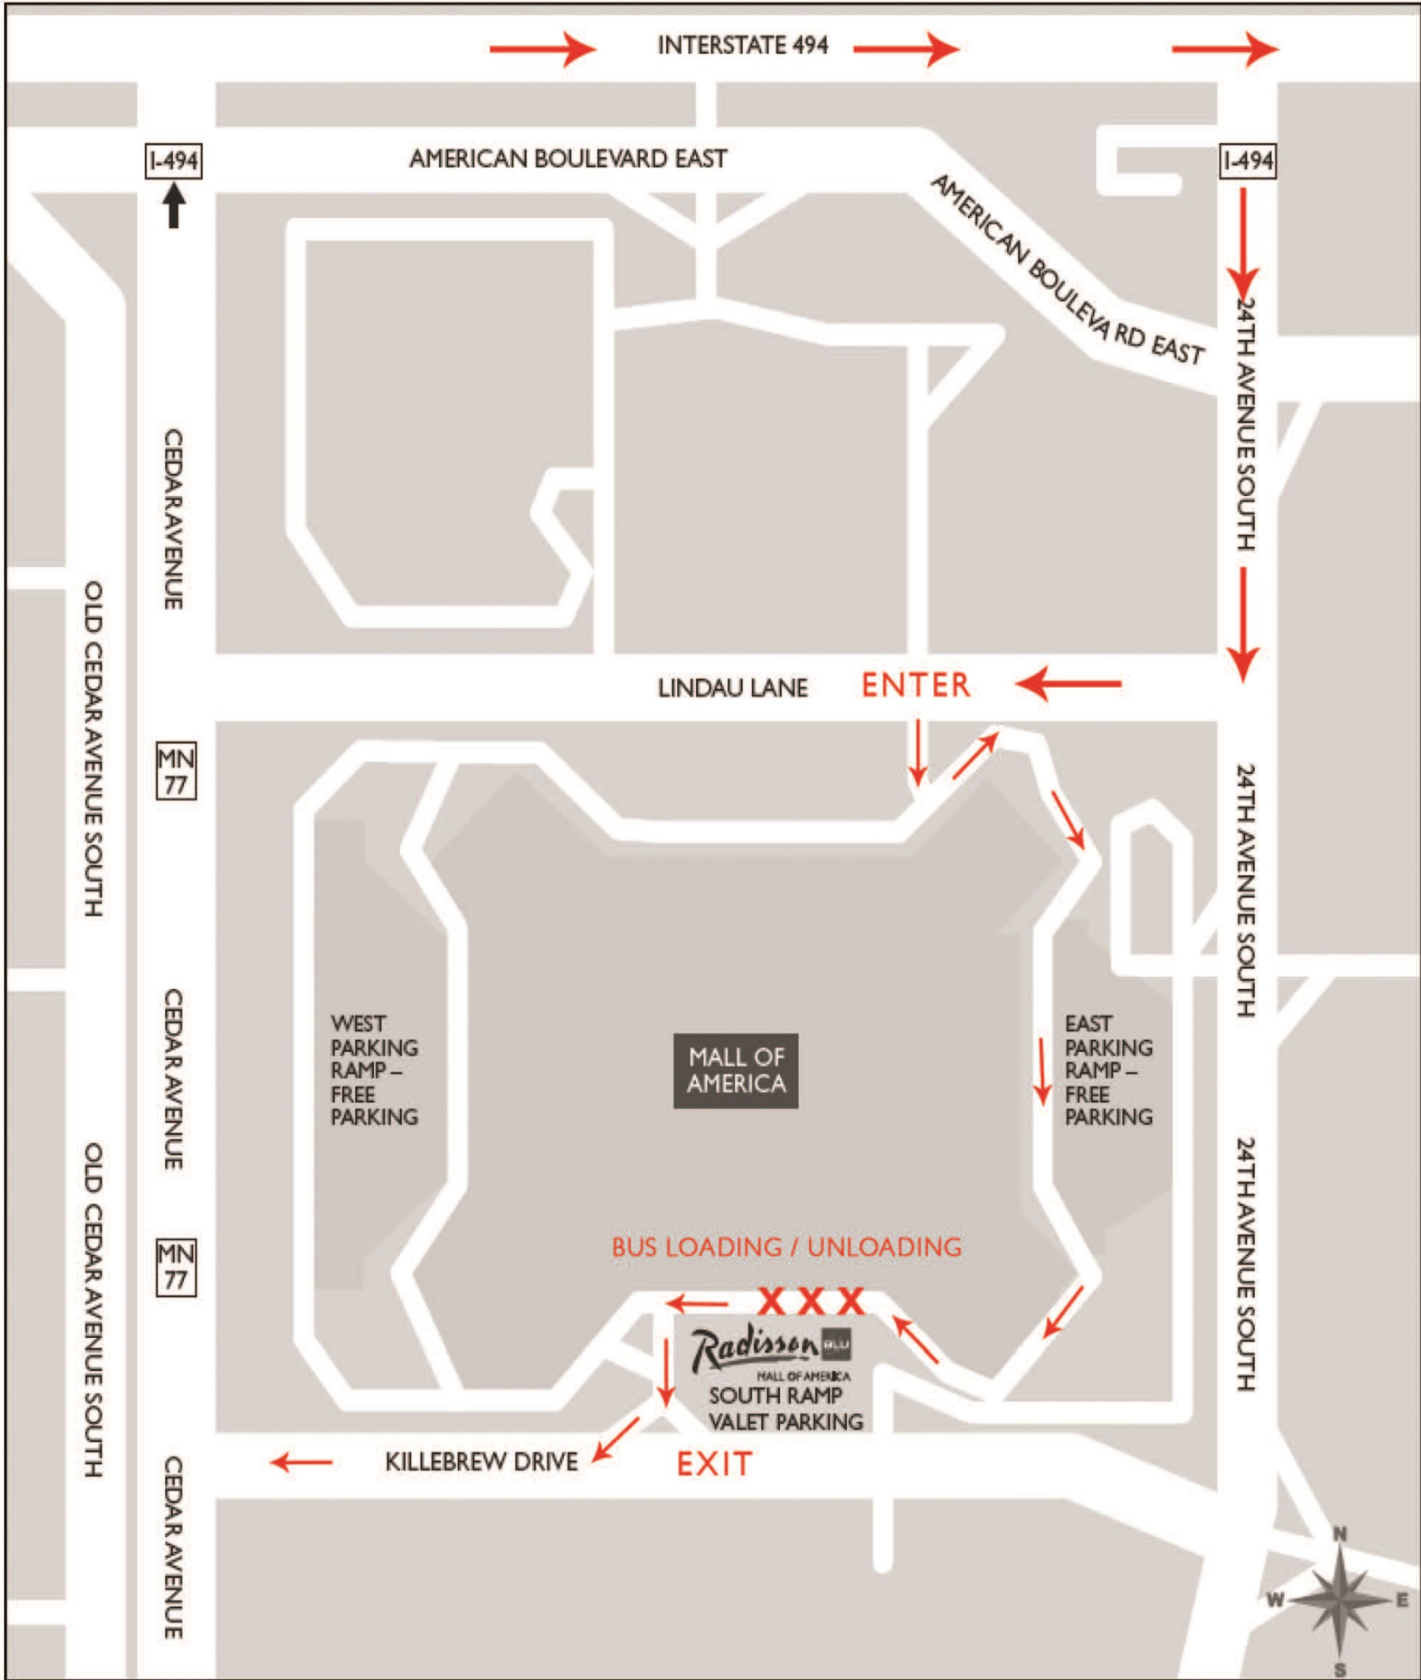 INTERSTATE 494
I-494
AMERICAN BOULEVARD EAST
I-494
AMERICAN BOULEVARD EAST
24TH AVENUE SOUTH
CEDAR AVENUE
OLD CEDAR AVENUE SOUTH
LINDAU LANE
ENTER
MN
77
24TH AVENUE SOUTH
CEDAR AVENUE
WEST
PARKING
RAMP –
FREE
PARKING
MALL OF
AMERICA
EAST
PARKING
RAMP –
FREE
PARKING
24TH AVENUE SOUTH
OLD CEDAR AVENUE SOUTH
MN
77
BUS LOADING / UNLOADING
X X X
Radisson BLU
MALL OF AMERICA
SOUTH RAMP
VALET PARKING
CEDAR AVENUE
KILLEBREW DRIVE
EXIT
N
W E
S